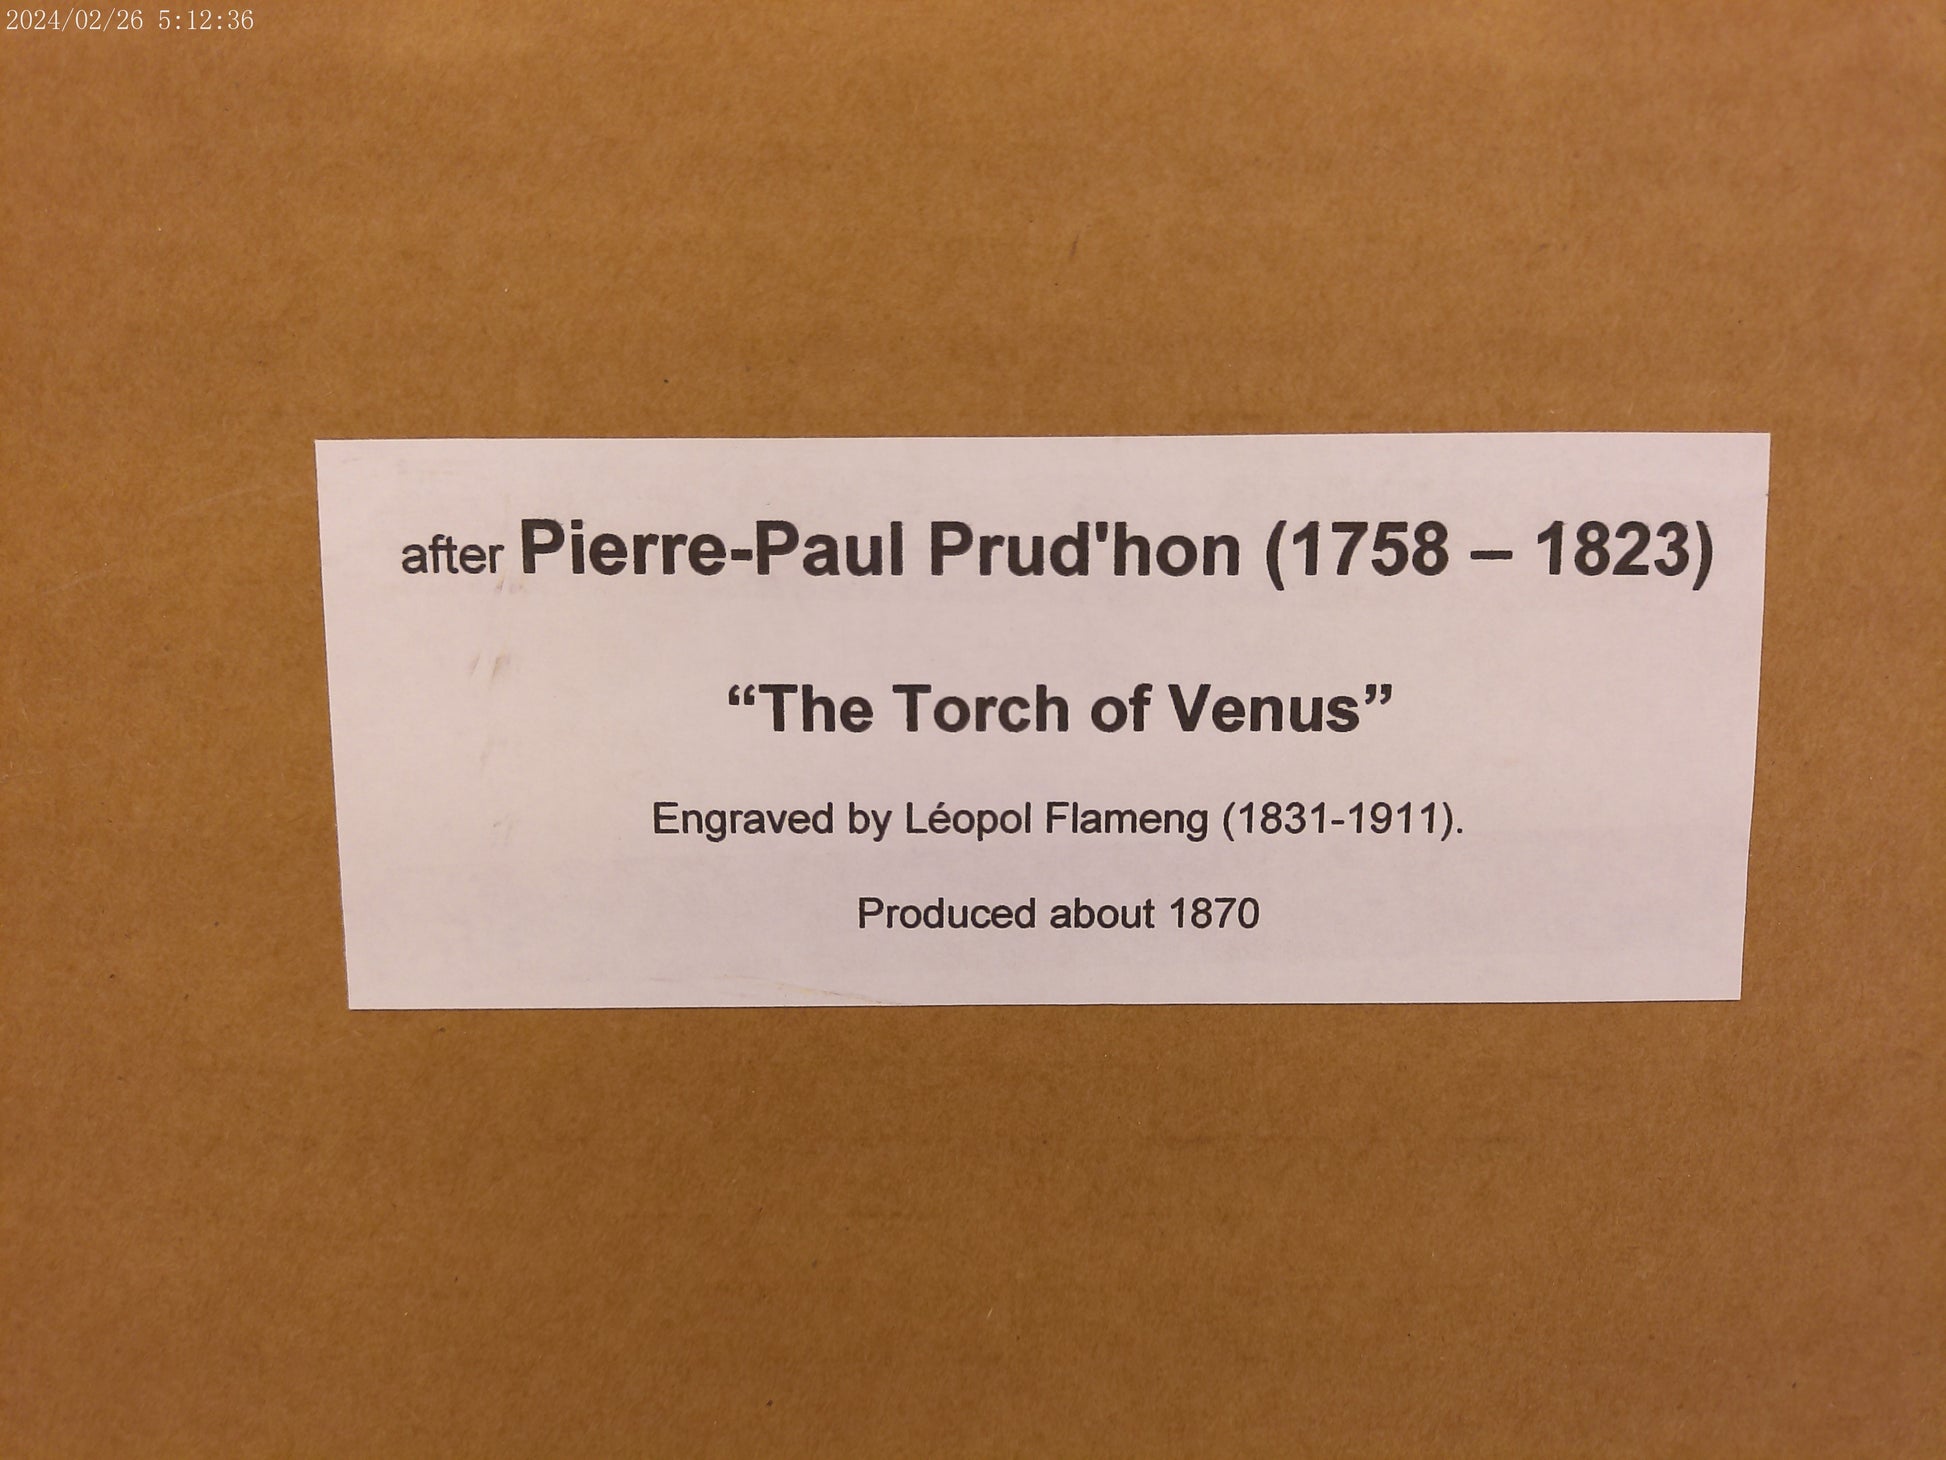 2024/02/26 5:12:36
after Pierre-Paul Prud'hon (1758 – 1823)
“The Torch of Venus”
Engraved by Léopol Flameng (1831-1911).
Produced about 1870